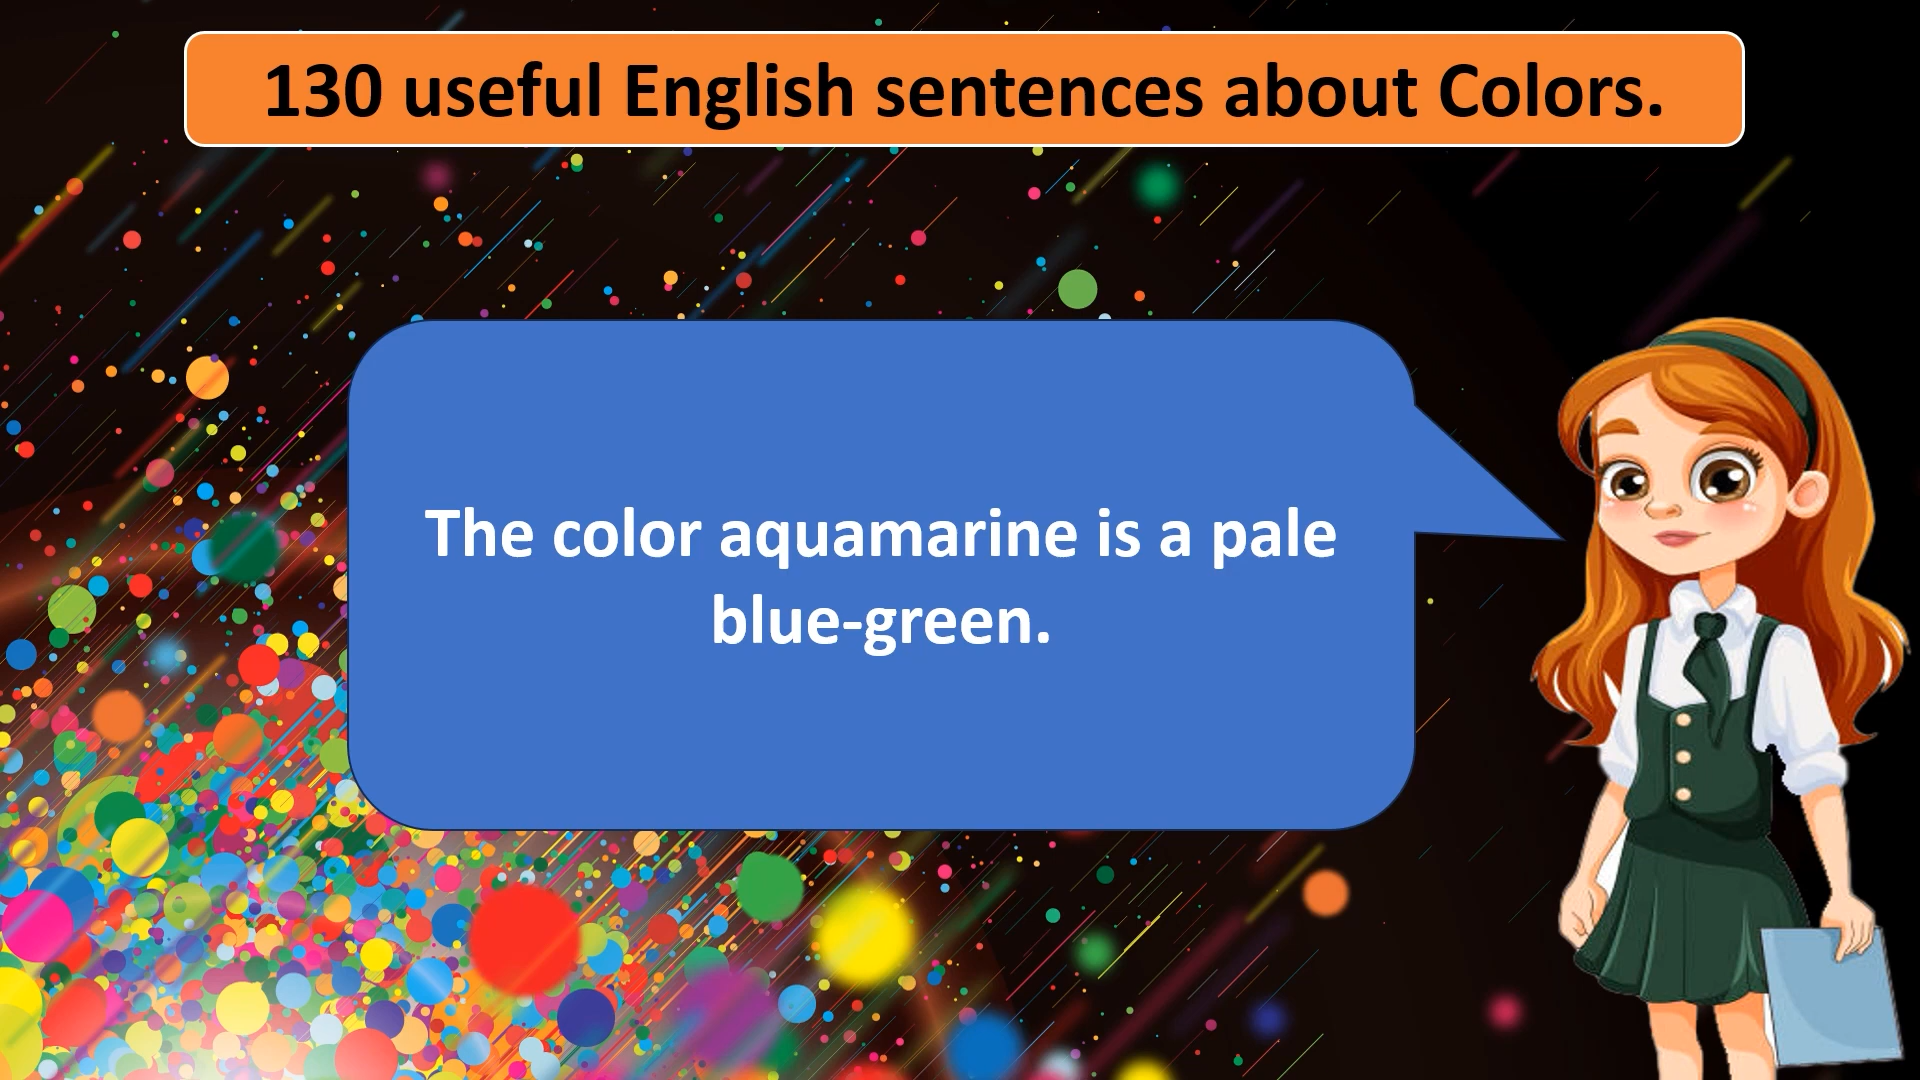 130 useful English sentences about Colors.
The color aquamarine is a pale
blue-green.